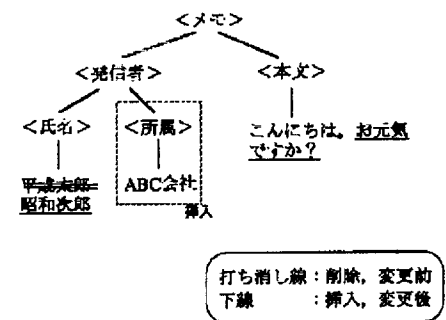 <メモ>
<発信者>
<本文>
<氏名>
<所属>
こんにちは。お元気
ですか？
平成太郎
昭和次郎
ABC会社
挿入
打ち消し線：削除，変更前
下線　　　：挿入，変更後